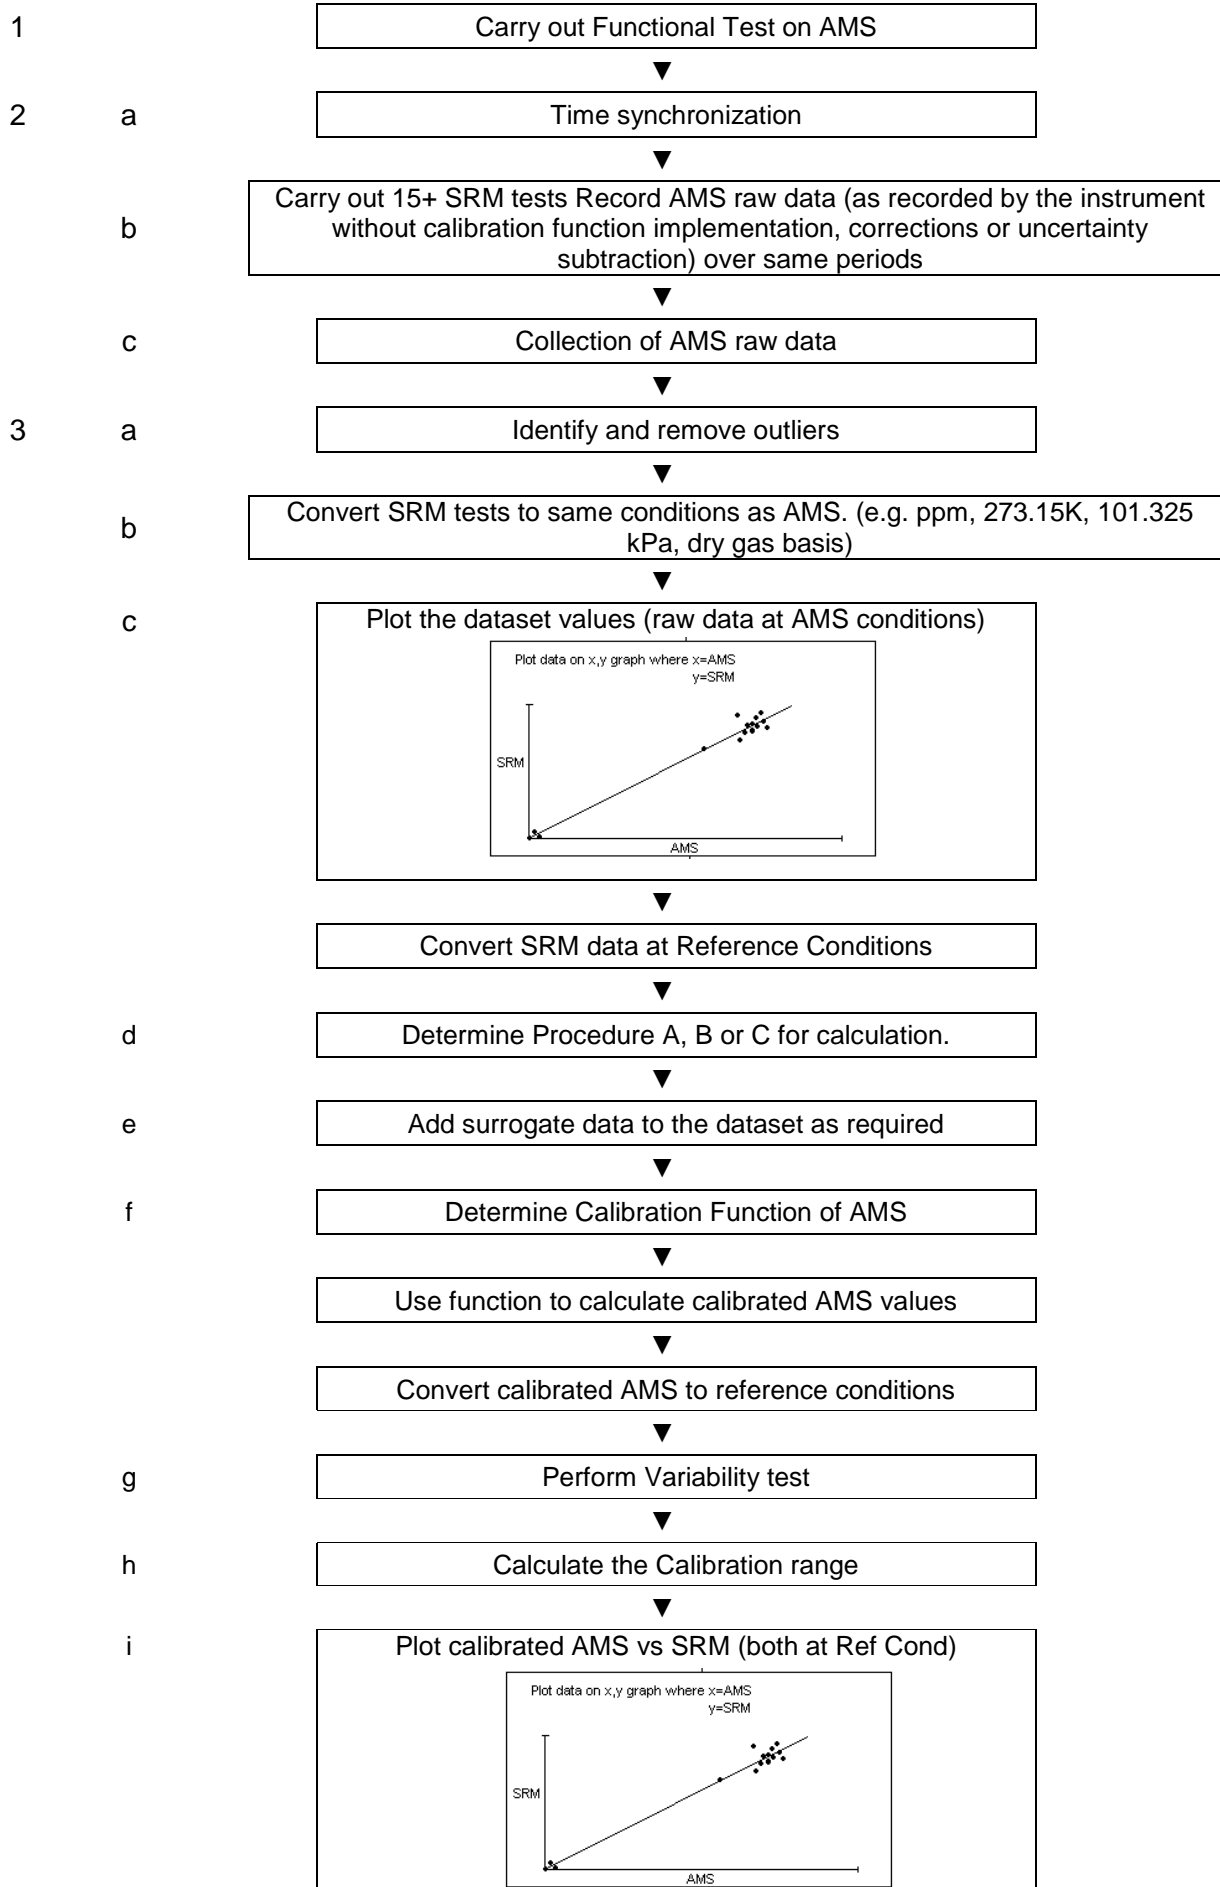 1
Carry out Functional Test on AMS
▼
2
a
Time synchronization
▼
b
Carry out 15+ SRM tests Record AMS raw data (as recorded by the instrument
without calibration function implementation, corrections or uncertainty
subtraction) over same periods
▼
c
Collection of AMS raw data
▼
3
a
Identify and remove outliers
▼
b
Convert SRM tests to same conditions as AMS. (e.g. ppm, 273.15K, 101.325
kPa, dry gas basis)
▼
c
Plot the dataset values (raw data at AMS conditions)
Plot data on x,y graph where x=AMS
y=SRM
SRM
AMS
▼
Convert SRM data at Reference Conditions
▼
d
Determine Procedure A, B or C for calculation.
▼
e
Add surrogate data to the dataset as required
▼
f
Determine Calibration Function of AMS
▼
Use function to calculate calibrated AMS values
▼
Convert calibrated AMS to reference conditions
▼
g
Perform Variability test
▼
h
Calculate the Calibration range
▼
i
Plot calibrated AMS vs SRM (both at Ref Cond)
Plot data on x,y graph where x=AMS
y=SRM
SRM
AMS